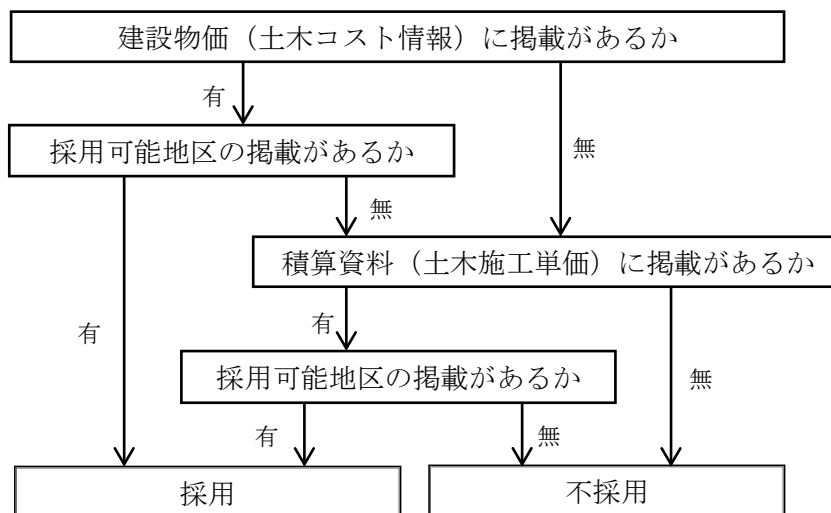 建設物価（土木コスト情報）に掲載があるか
有
採用可能地区の掲載があるか
無
無
積算資料（土木施工単価）に掲載があるか
有
有
採用可能地区の掲載があるか
無
有
無
採用
不採用